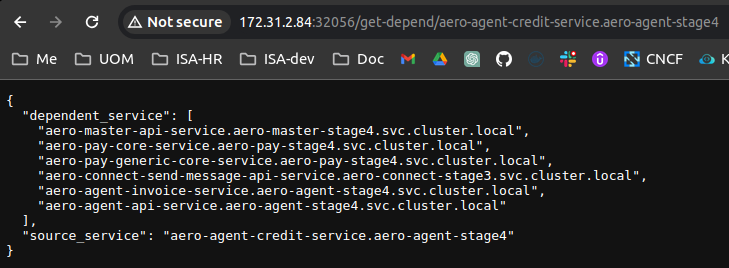 Not secure 172.31.2.84:32056/get-depend/aero-agent-credit-service.aero-agent-stage4
Me UOM ISA-HR ISA-dev Doc CNCF K
{
  "dependent_service": [
    "aero-master-api-service.aero-master-stage4.svc.cluster.local",
    "aero-pay-core-service.aero-pay-stage4.svc.cluster.local",
    "aero-pay-generic-core-service.aero-pay-stage4.svc.cluster.local",
    "aero-connect-send-message-api-service.aero-connect-stage3.svc.cluster.local",
    "aero-agent-invoice-service.aero-agent-stage4.svc.cluster.local",
    "aero-agent-api-service.aero-agent-stage4.svc.cluster.local"
  ],
  "source_service": "aero-agent-credit-service.aero-agent-stage4"
}